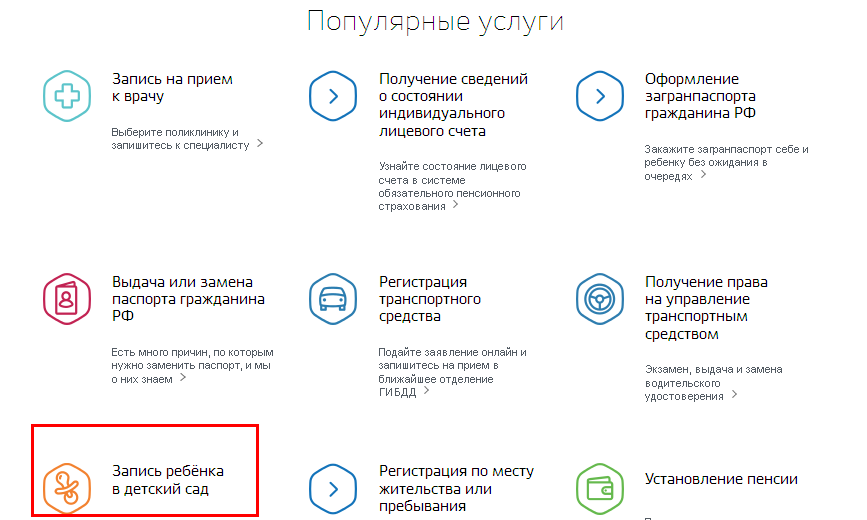 Популярные услуги
Запись на прием
к врачу
Выберите поликлинику и
запишитесь к специалисту
Получение сведений
о состоянии
индивидуального
лицевого счета
Узнайте состояние лицевого
счета в системе
обязательного пенсионного
страхования
Оформление
загранпаспорта
гражданина РФ
Закажите загранпаспорт себе и
ребенку без ожидания в
очередях
Выдача или замена
паспорта гражданина
РФ
Есть много причин, по которым
нужно заменить паспорт, и мы
о них знаем
Регистрация
транспортного
средства
Подайте заявление онлайн и
запишитесь на прием в
ближайшее отделение
ГИБДД
Получение права
на управление
транспортным
средством
Экзамен, выдача и замена
водительского
удостоверения
Запись ребёнка
в детский сад
Регистрация по месту
жительства или
пребывания
Установление пенсии